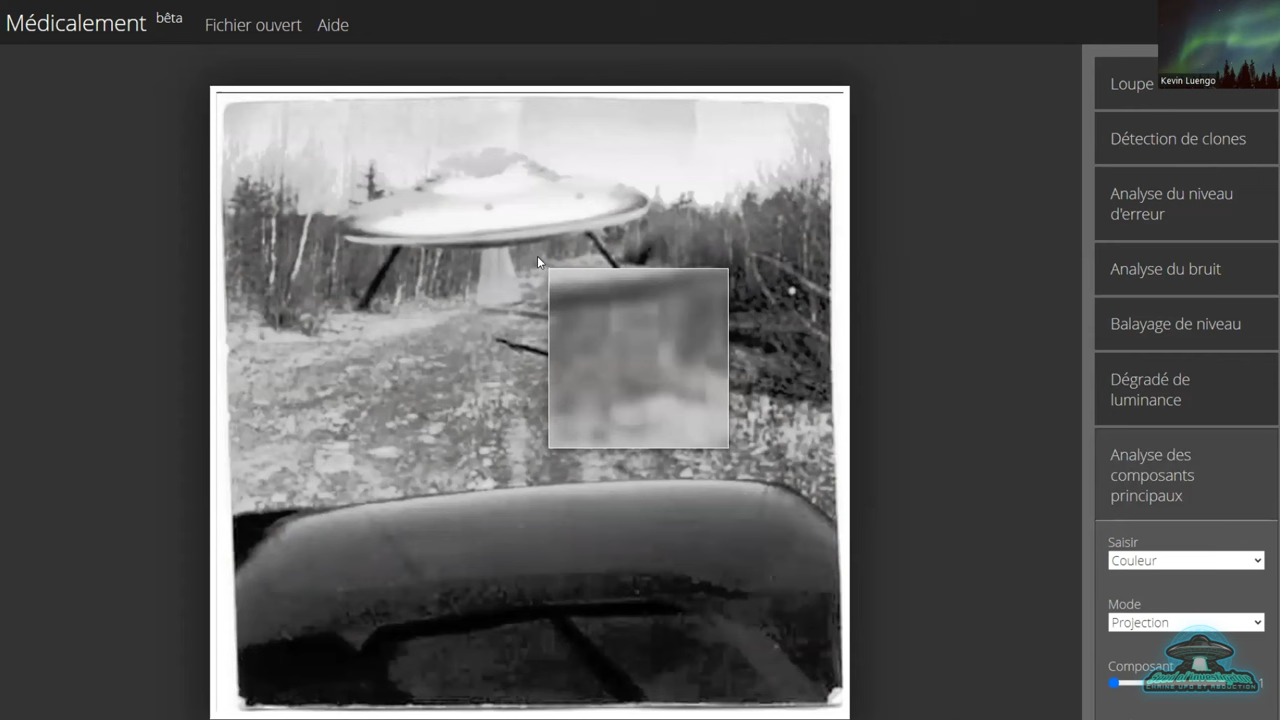 Médicalement bêta Fichier ouvert Aide
Kevin Luengo
Loupe
Détection de clones
Analyse du niveau
d'erreur
Analyse du bruit
Balayage de niveau
Dégradé de
luminance
Analyse des
composants
principaux
Saisir
Couleur
Mode
Projection
Composant
1